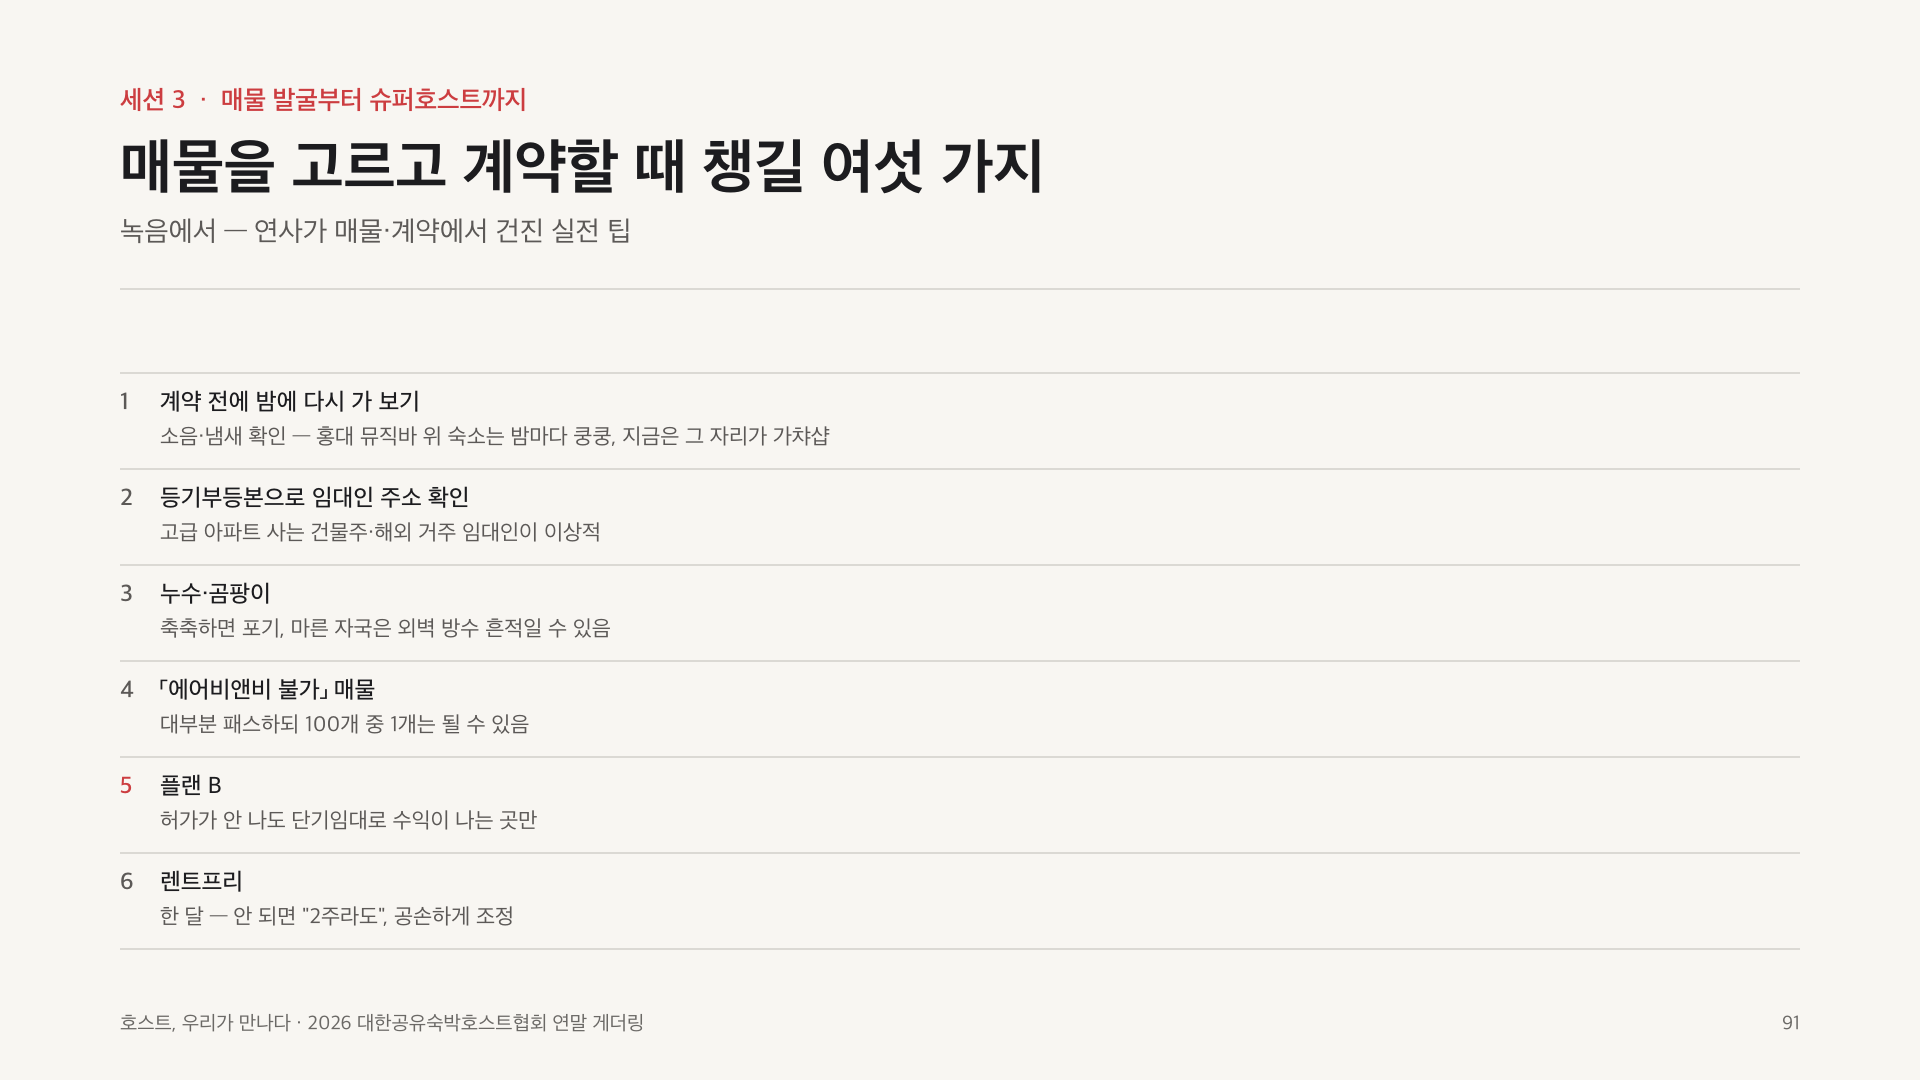 세션 3 · 매물 발굴부터 슈퍼호스트까지
매물을 고르고 계약할 때 챙길 여섯 가지
녹음에서 — 연사가 매물·계약에서 건진 실전 팁
1 계약 전에 밤에 다시 가 보기
소음·냄새 확인 — 홍대 뮤직바 위 숙소는 밤마다 쿵쿵, 지금은 그 자리가 가챠샵
2 등기부등본으로 임대인 주소 확인
고급 아파트 사는 건물주·해외 거주 임대인이 이상적
3 누수·곰팡이
축축하면 포기, 마른 자국은 외벽 방수 흔적일 수 있음
4 「에어비앤비 불가」 매물
대부분 패스하되 100개 중 1개는 될 수 있음
5 플랜 B
허가가 안 나도 단기임대로 수익이 나는 곳만
6 렌트프리
한 달 — 안 되면 "2주라도", 공손하게 조정
호스트, 우리가 만나다 · 2026 대한공유숙박호스트협회 연말 게더링
91